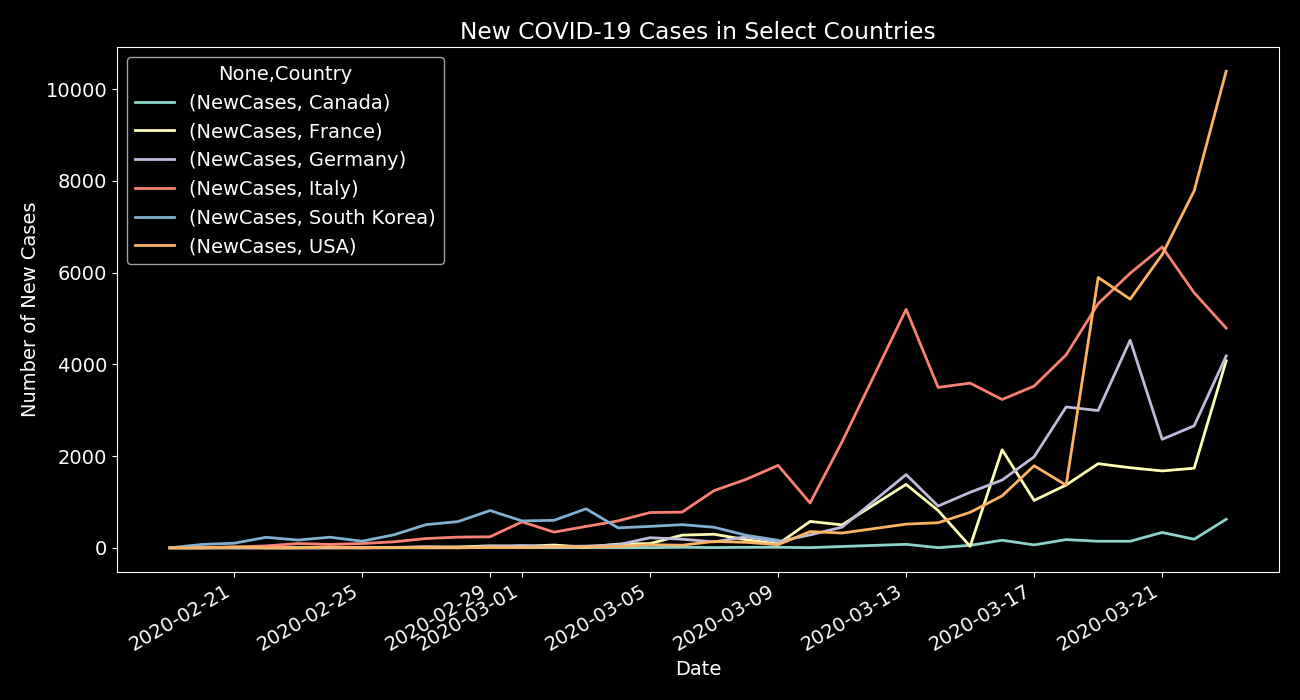 New COVID-19 Cases in Select Countries
None,Country
(NewCases, Canada)
(NewCases, France)
(NewCases, Germany)
(NewCases, Italy)
(NewCases, South Korea)
(NewCases, USA)
Number of New Cases
10000
8000
6000
4000
2000
0
2020-02-21
2020-02-25
2020-02-29
2020-03-01
2020-03-05
2020-03-09
2020-03-13
2020-03-17
2020-03-21
Date